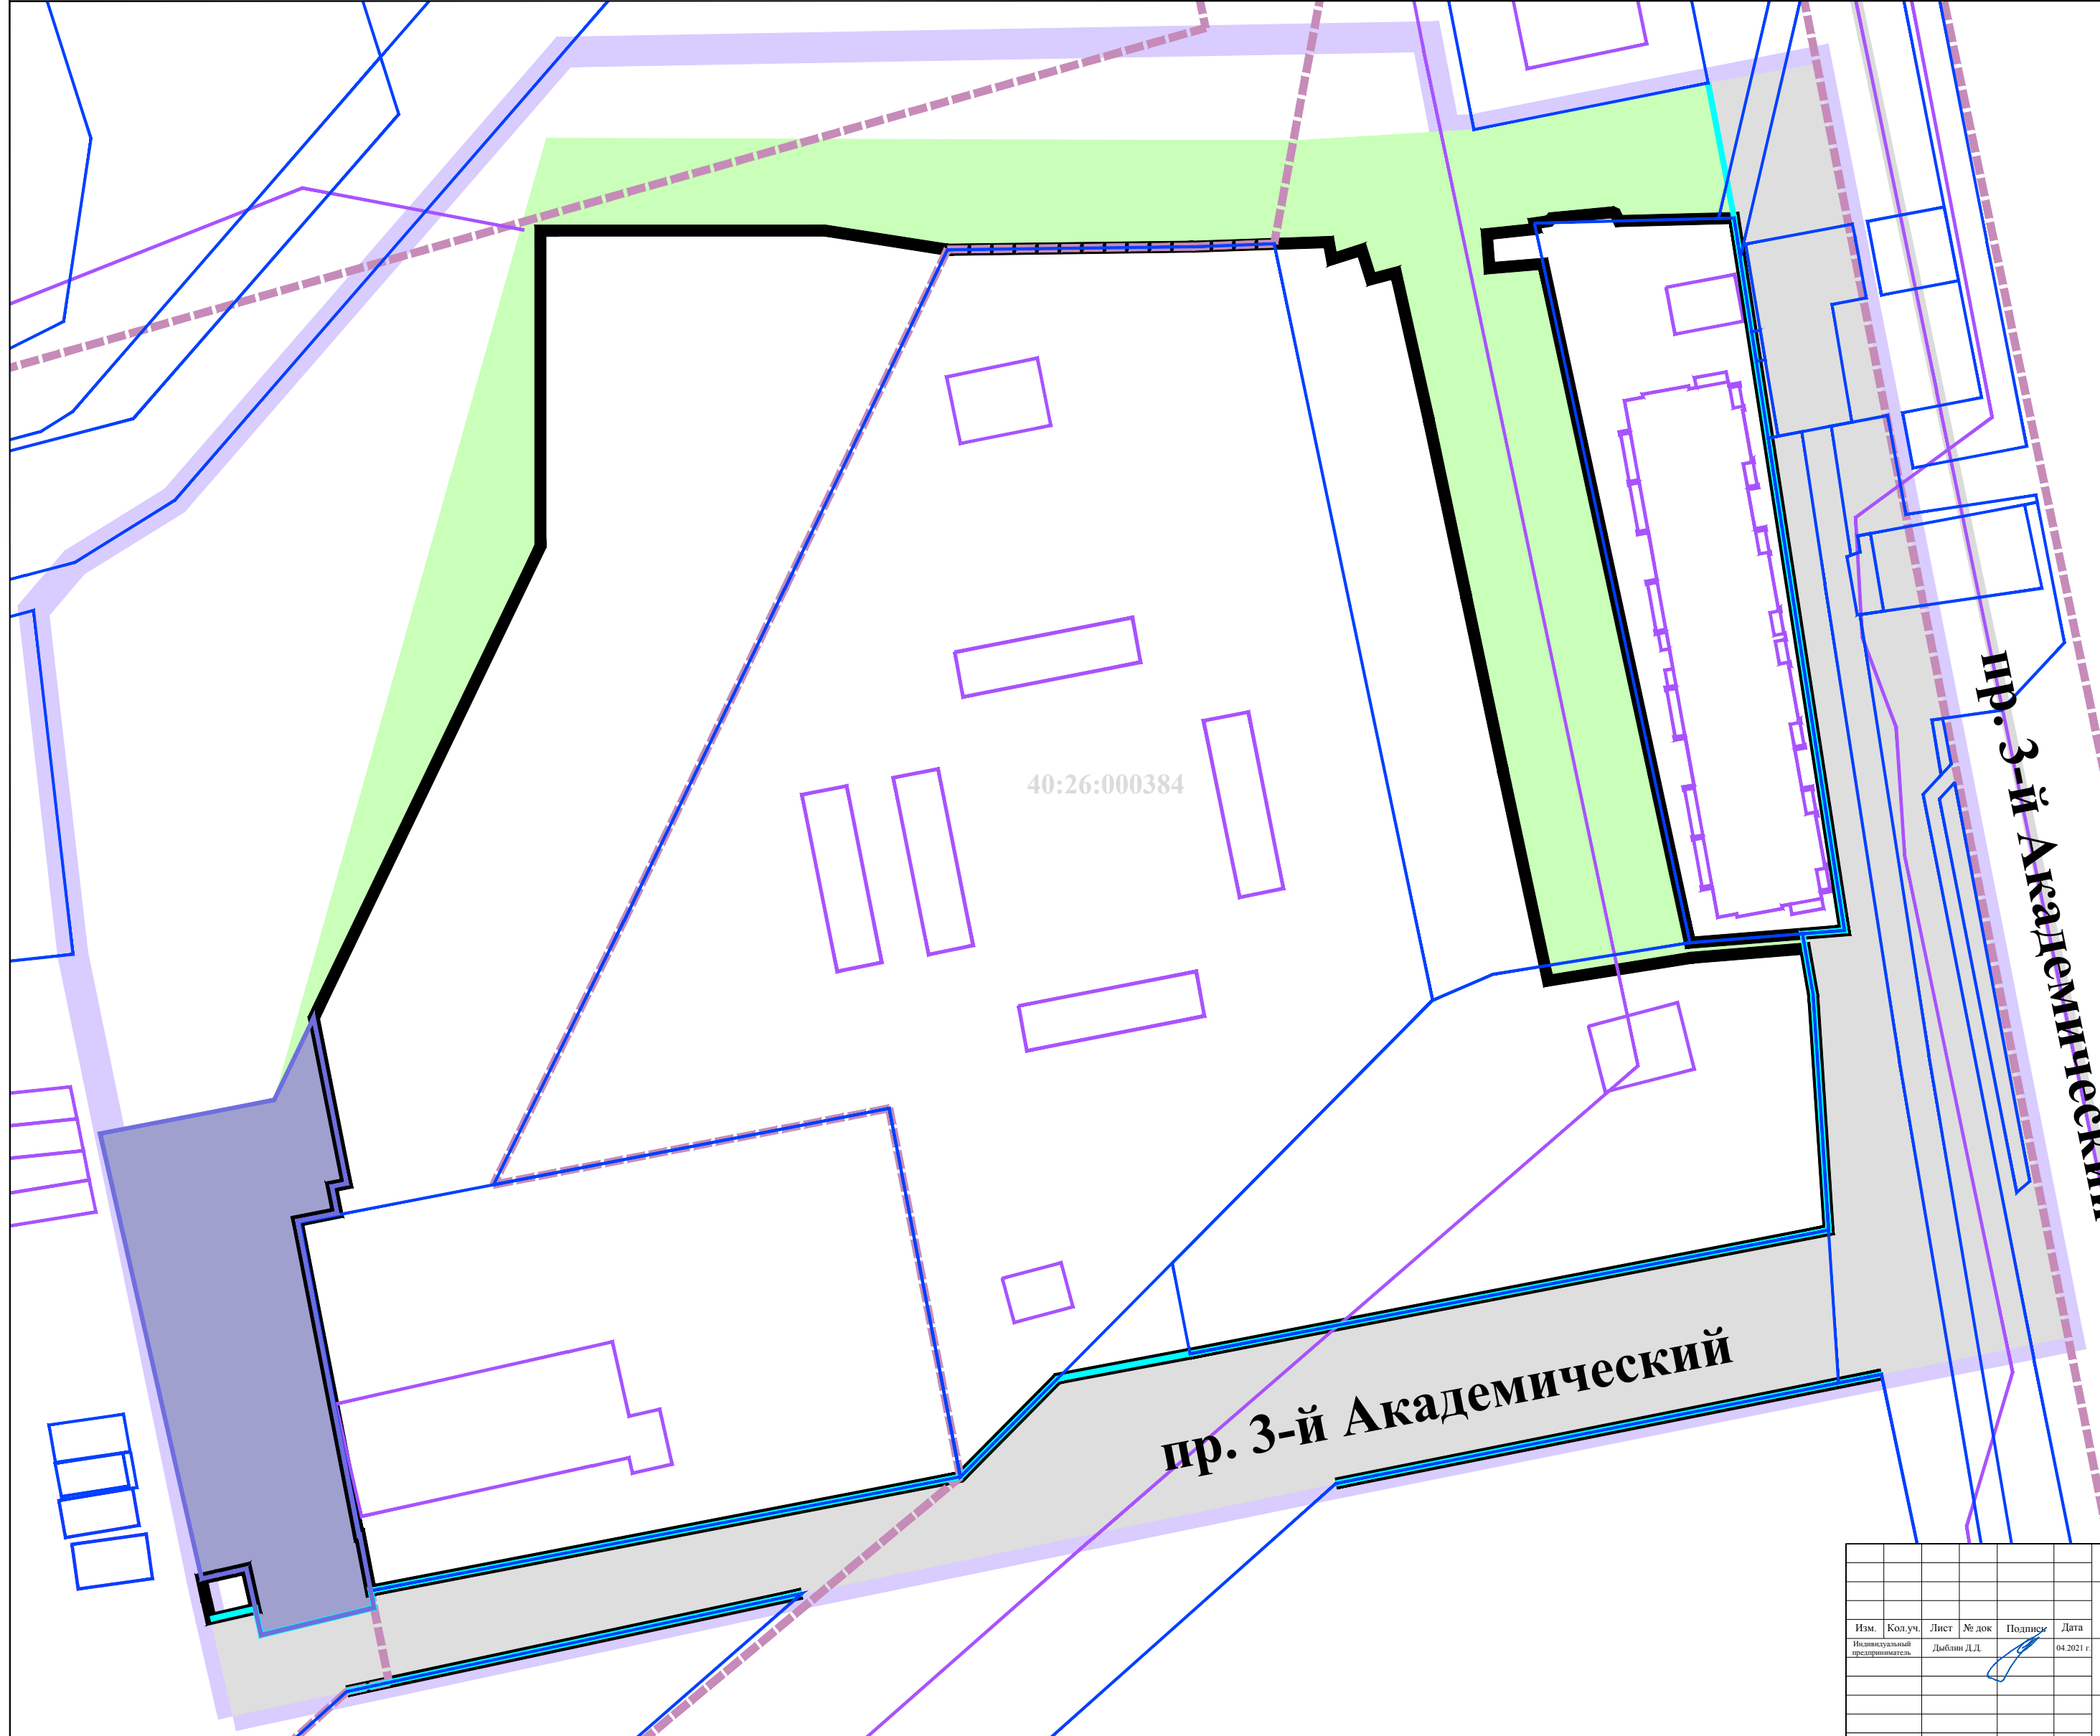 40:26:000384
пр. 3-й Академический
пр. 3-й Академический
Изм. Кол.уч. Лист № док Подпись Дата
Индивидуальный предприниматель Дыблин Д.Д. 04.2021 г.